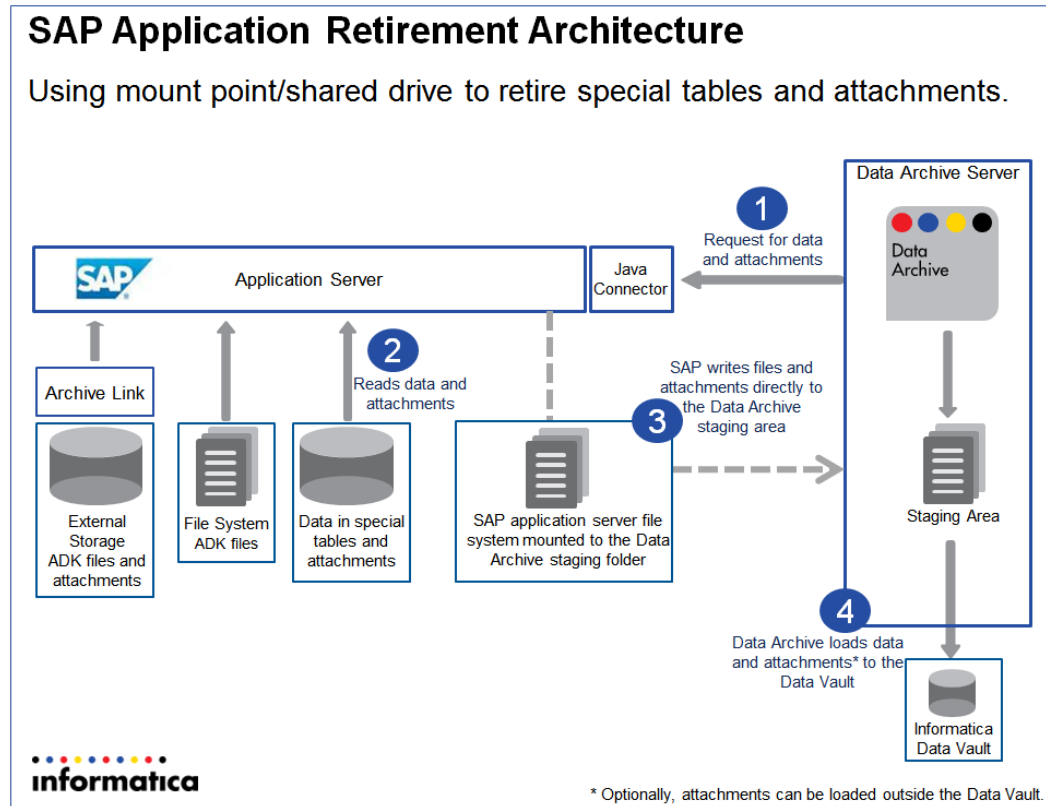 SAP Application Retirement Architecture
Using mount point/shared drive to retire special tables and attachments.
Data Archive Server
1
Request for data
and attachments
Data
Archive
SAP
®
Application Server
Java
Connector
2
Reads data and
attachments
SAP writes files and
attachments directly to
the Data Archive
staging area
Archive Link
3
External
Storage
ADK files and
attachments
File System
ADK files
Data in special
tables and
attachments
SAP application server file
system mounted to the Data
Archive staging folder
Staging Area
4
Data Archive loads data
and attachments* to the
Data Vault
Informatica
Data Vault
informatica
* Optionally, attachments can be loaded outside the Data Vault.